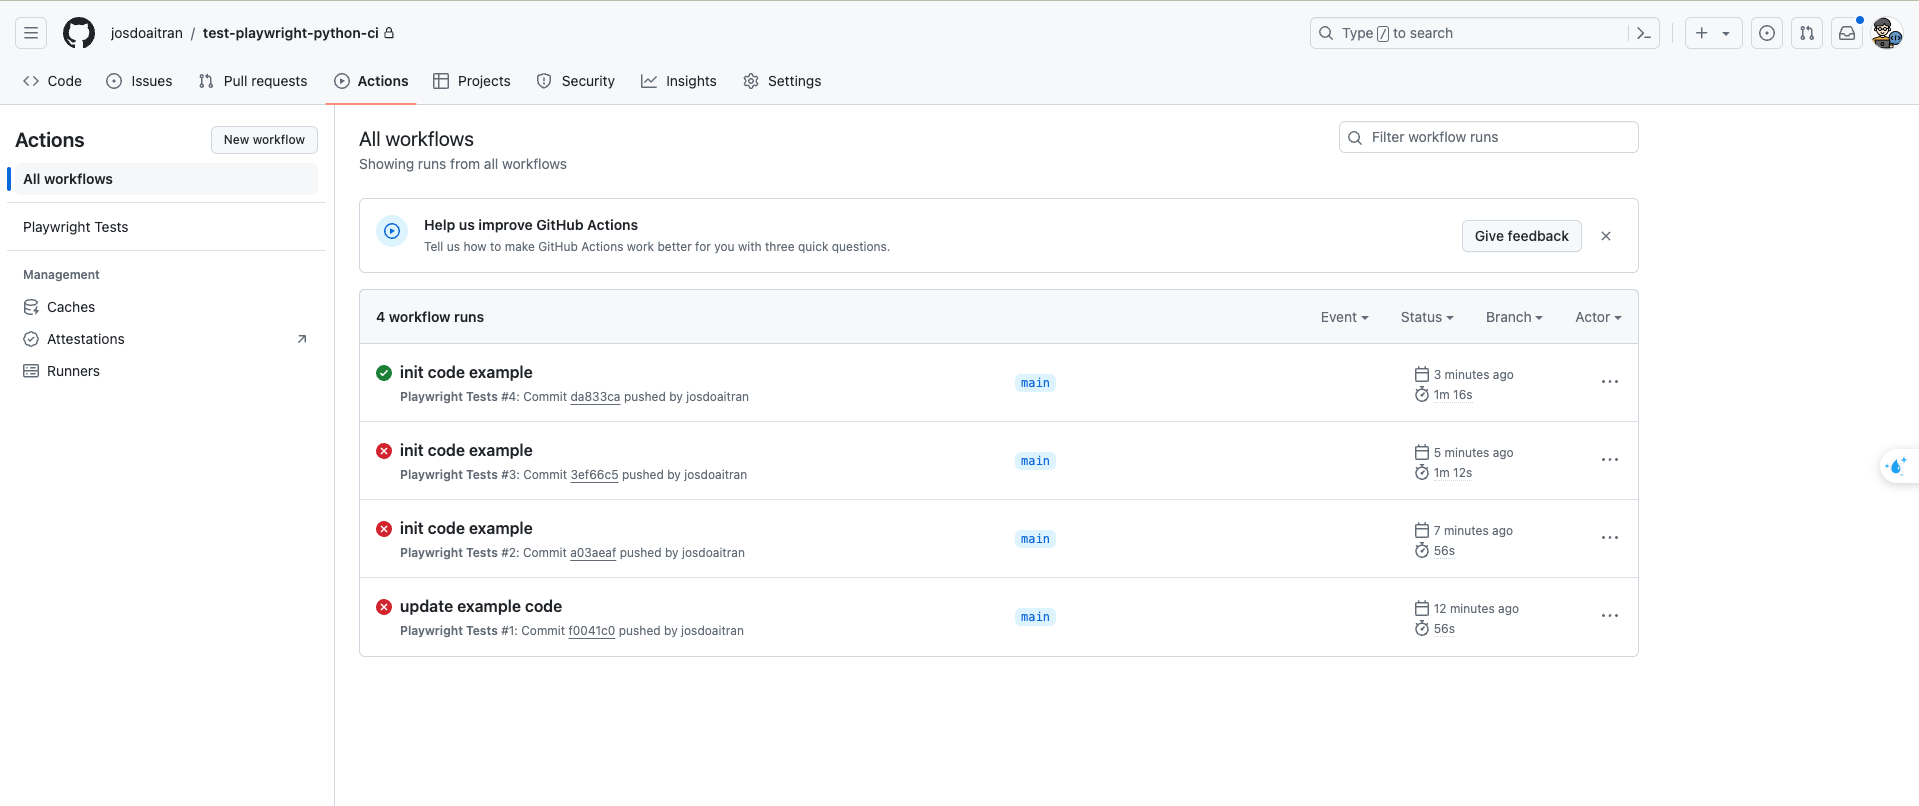 josdoaitran / test-playwright-python-ci
Type / to search
Code
Issues
Pull requests
Actions
Projects
Security
Insights
Settings
Actions
New workflow
All workflows
Playwright Tests
Management
Caches
Attestations
Runners
All workflows
Showing runs from all workflows
Filter workflow runs
Help us improve GitHub Actions
Tell us how to make GitHub Actions work better for you with three quick questions.
Give feedback
4 workflow runs
Event
Status
Branch
Actor
init code example
Playwright Tests #4: Commit da833ca pushed by josdoaitran
main
3 minutes ago
1m 16s
init code example
Playwright Tests #3: Commit 3ef66c5 pushed by josdoaitran
main
5 minutes ago
1m 12s
init code example
Playwright Tests #2: Commit a03aeaf pushed by josdoaitran
main
7 minutes ago
56s
update example code
Playwright Tests #1: Commit f0041c0 pushed by josdoaitran
main
12 minutes ago
56s